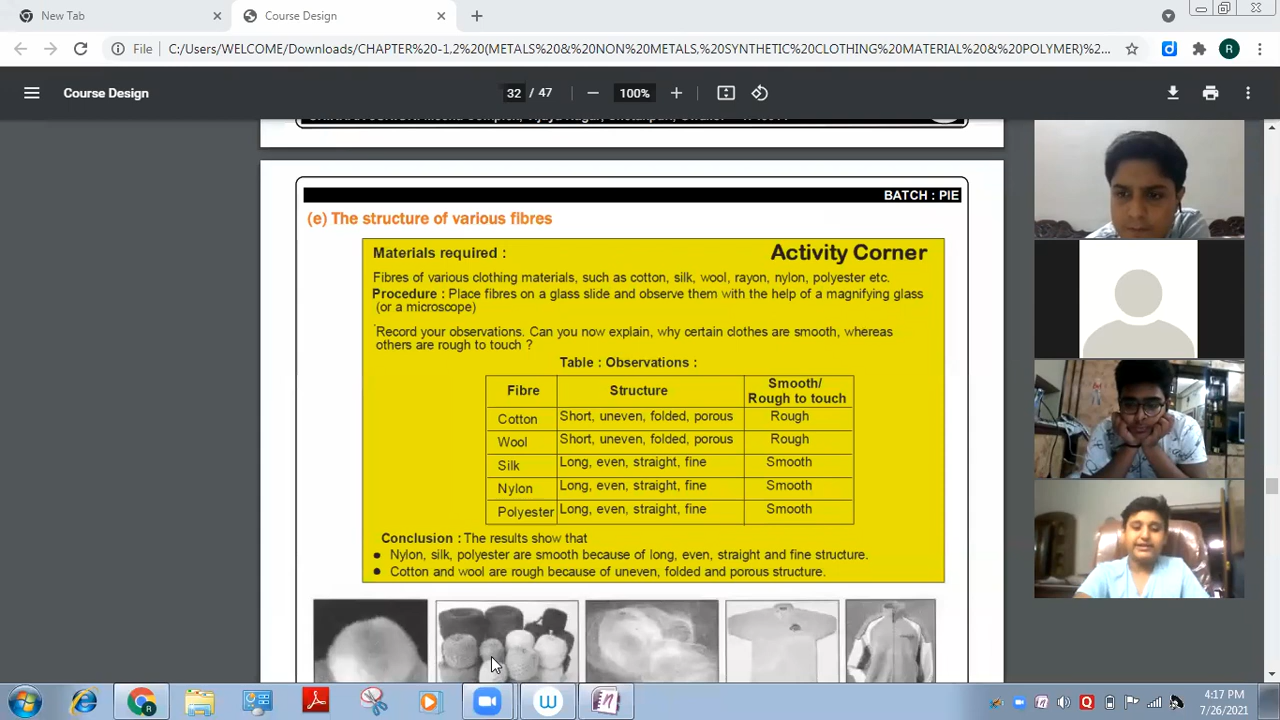 New Tab
Course Design
File
C:/Users/WELCOME/Downloads/CHAPTER%20-1,2%20(METALS%20&%20NON%20METALS,%20SYNTHETIC%20CLOTHING%20MATERIAL%20&%20POLYMER)%2...
R
Course Design
32 / 47
100%
BATCH : PIE
(e) The structure of various fibres
Materials required :
Activity Corner
Fibres of various clothing materials, such as cotton, silk, wool, rayon, nylon, polyester etc.
Procedure : Place fibres on a glass slide and observe them with the help of a magnifying glass
(or a microscope)
Record your observations. Can you now explain, why certain clothes are smooth, whereas
others are rough to touch ?
Table : Observations :
Fibre Structure Smooth/
Rough to touch
Cotton Short, uneven, folded, porous Rough
Wool Short, uneven, folded, porous Rough
Silk Long, even, straight, fine Smooth
Nylon Long, even, straight, fine Smooth
Polyester Long, even, straight, fine Smooth
Conclusion : The results show that
Nylon, silk, polyester are smooth because of long, even, straight and fine structure.
Cotton and wool are rough because of uneven, folded and porous structure.
4:17 PM
7/26/2021